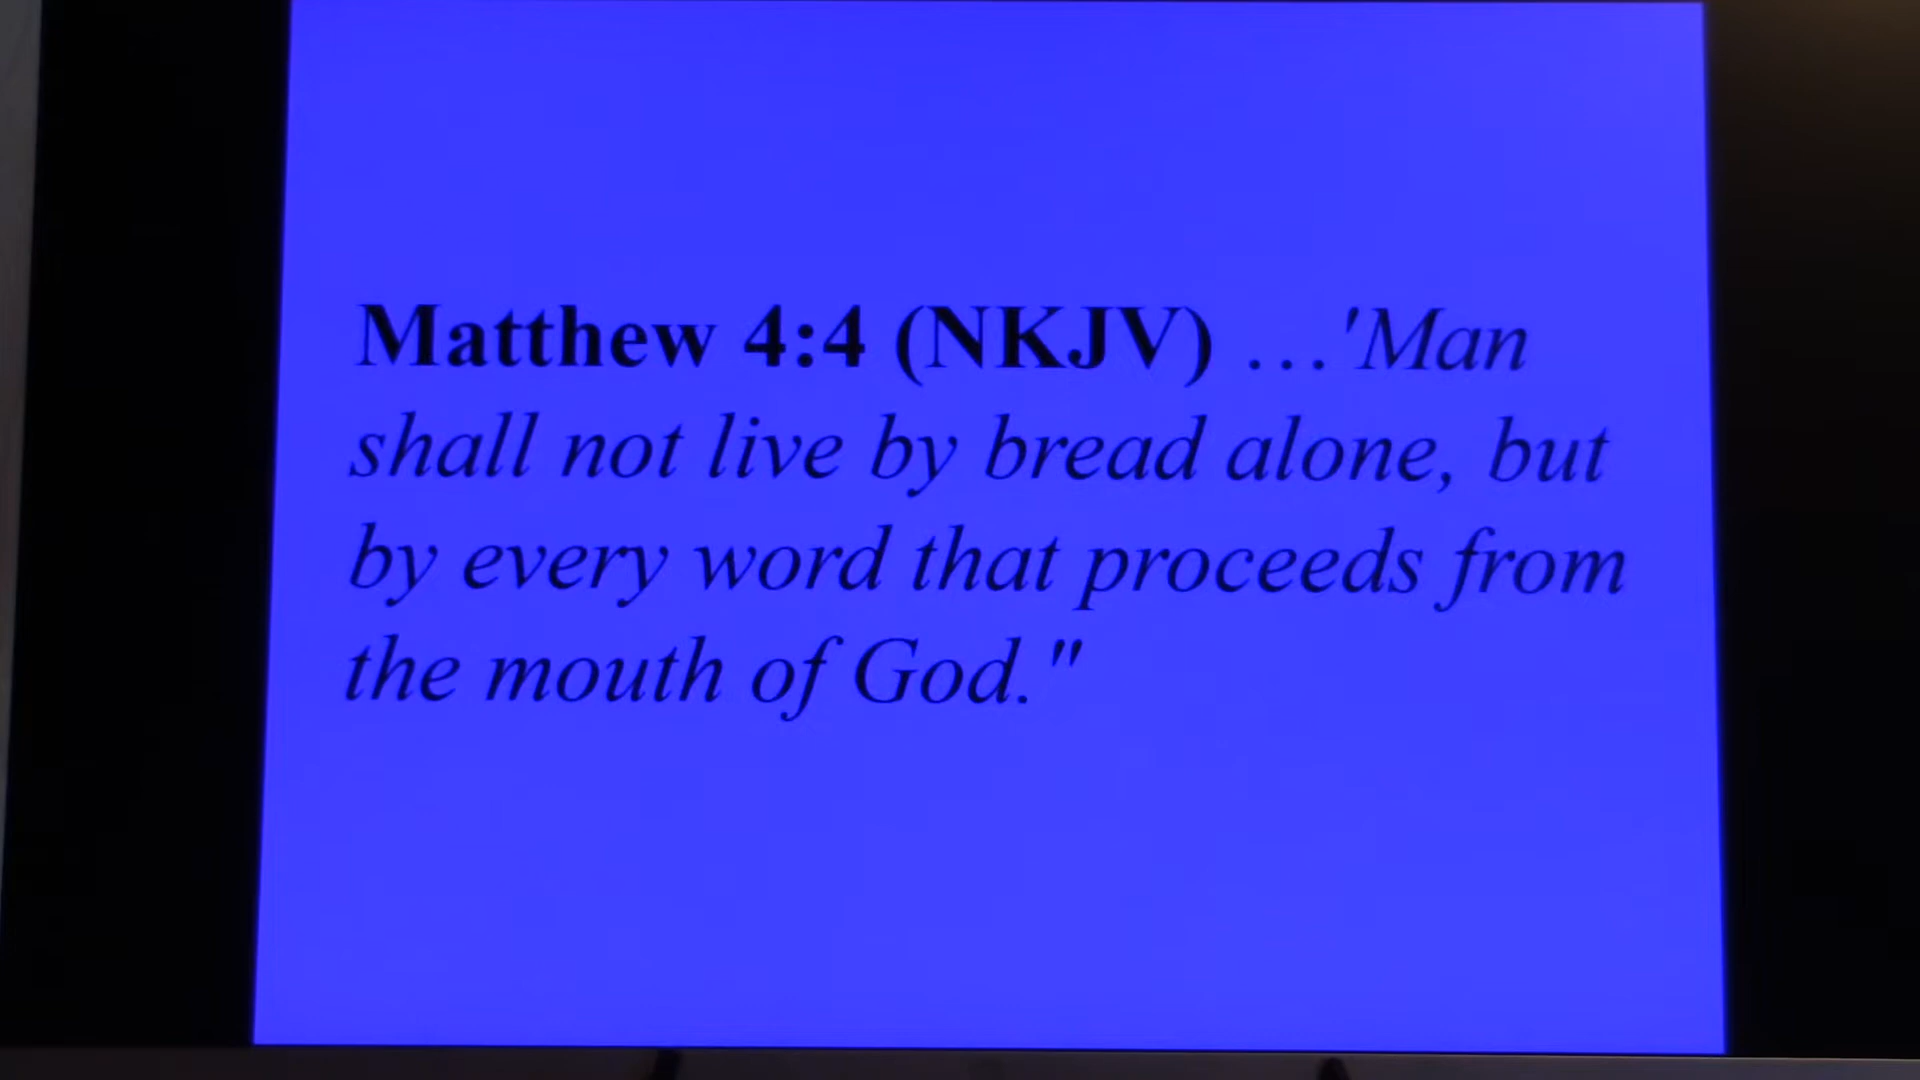 Matthew 4:4 (NKJV) …'Man
shall not live by bread alone, but
by every word that proceeds from
the mouth of God."